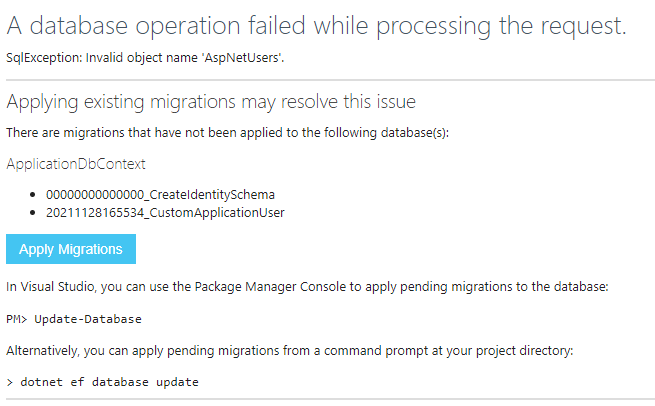 A database operation failed while processing the request.
SqlException: Invalid object name 'AspNetUsers'.
Applying existing migrations may resolve this issue
There are migrations that have not been applied to the following database(s):
ApplicationDbContext
• 00000000000000_CreateIdentitySchema
• 20211128165534_CustomApplicationUser
Apply Migrations
In Visual Studio, you can use the Package Manager Console to apply pending migrations to the database:
PM> Update-Database
Alternatively, you can apply pending migrations from a command prompt at your project directory:
> dotnet ef database update